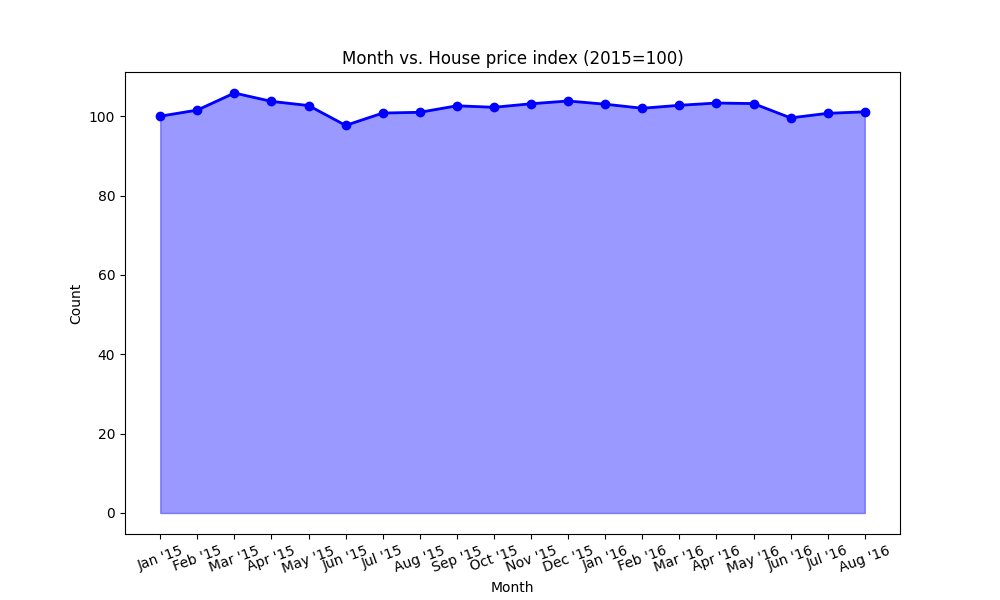 Month vs. House price index (2015=100)
100
80
60
40
20
0
Count
Jan '15
Feb '15
Mar '15
Apr '15
May '15
Jun '15
Jul '15
Aug '15
Sep '15
Oct '15
Nov '15
Dec '15
Jan '16
Feb '16
Mar '16
Apr '16
May '16
Jun '16
Jul '16
Aug '16
Month